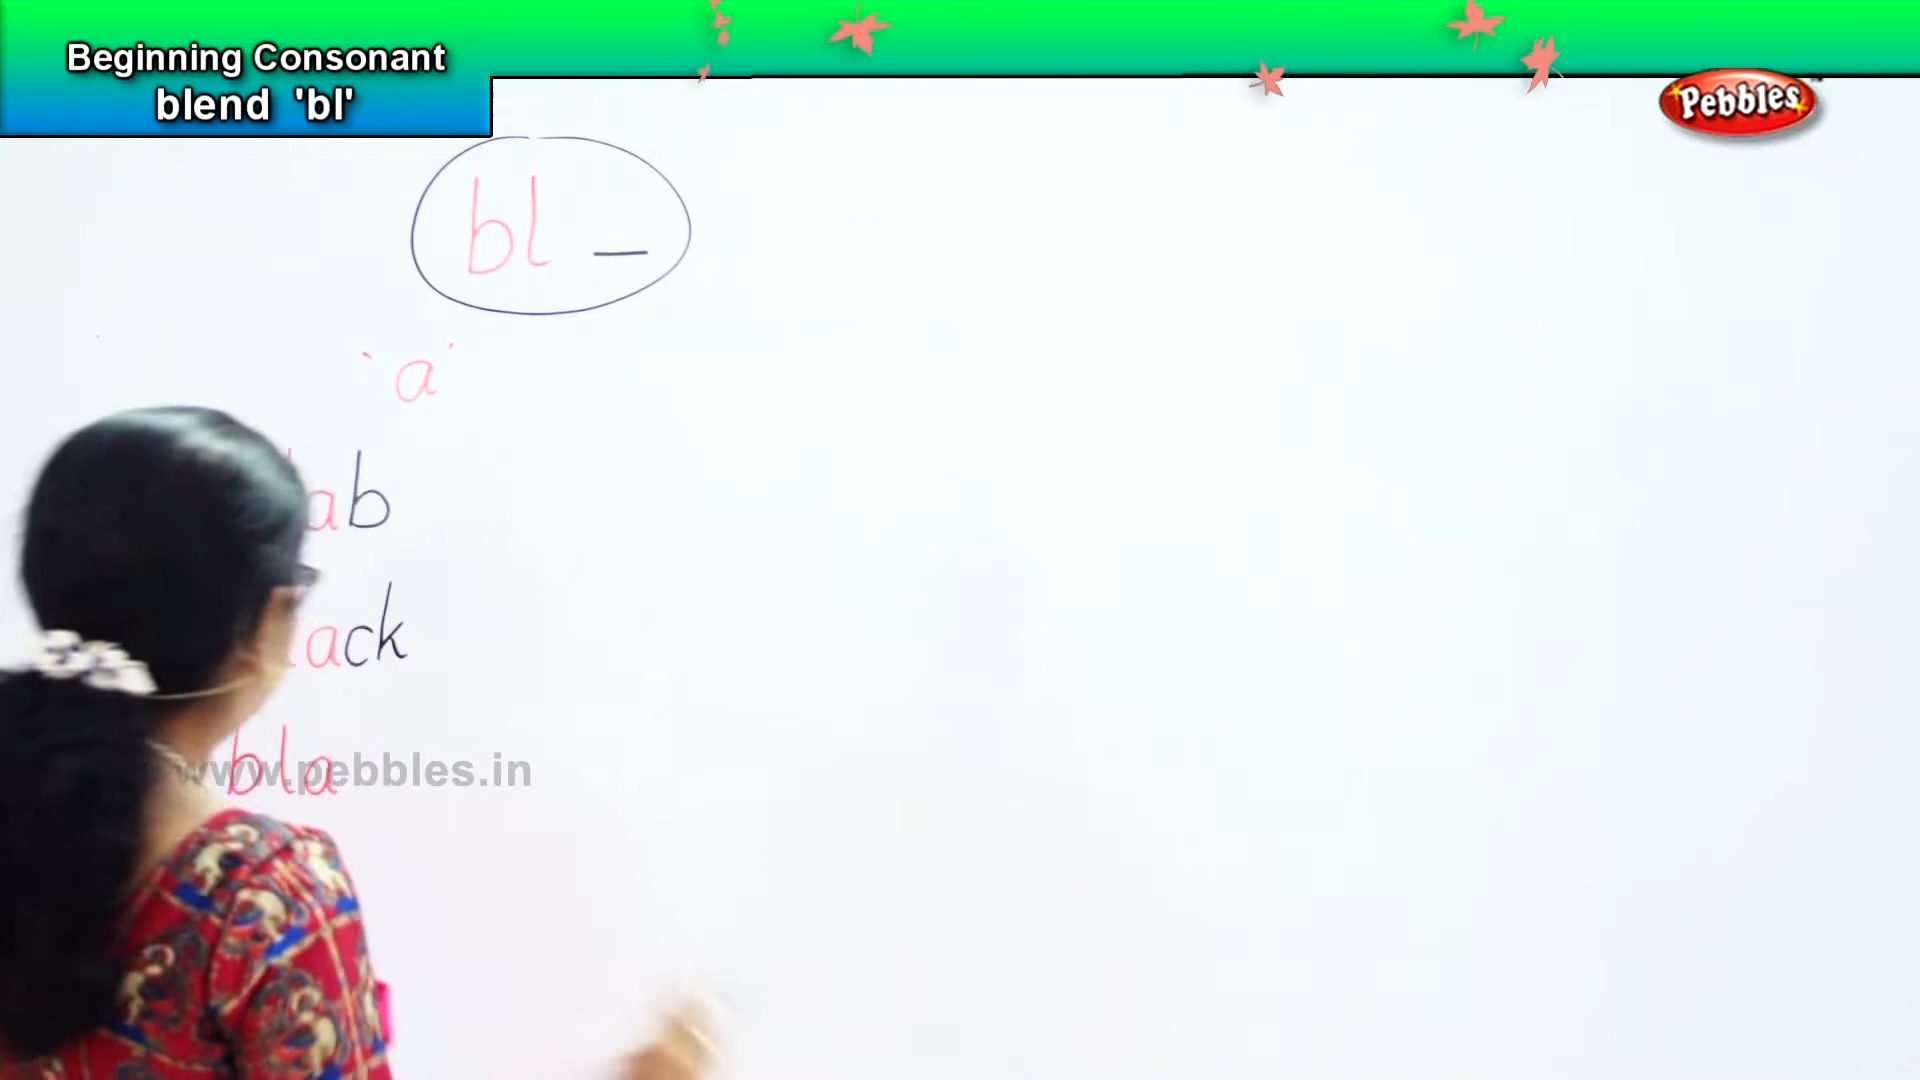 Beginning Consonant
blend 'bl'
Pebbles
bl _
'a'
ab
ack
bla
www.pebbles.in